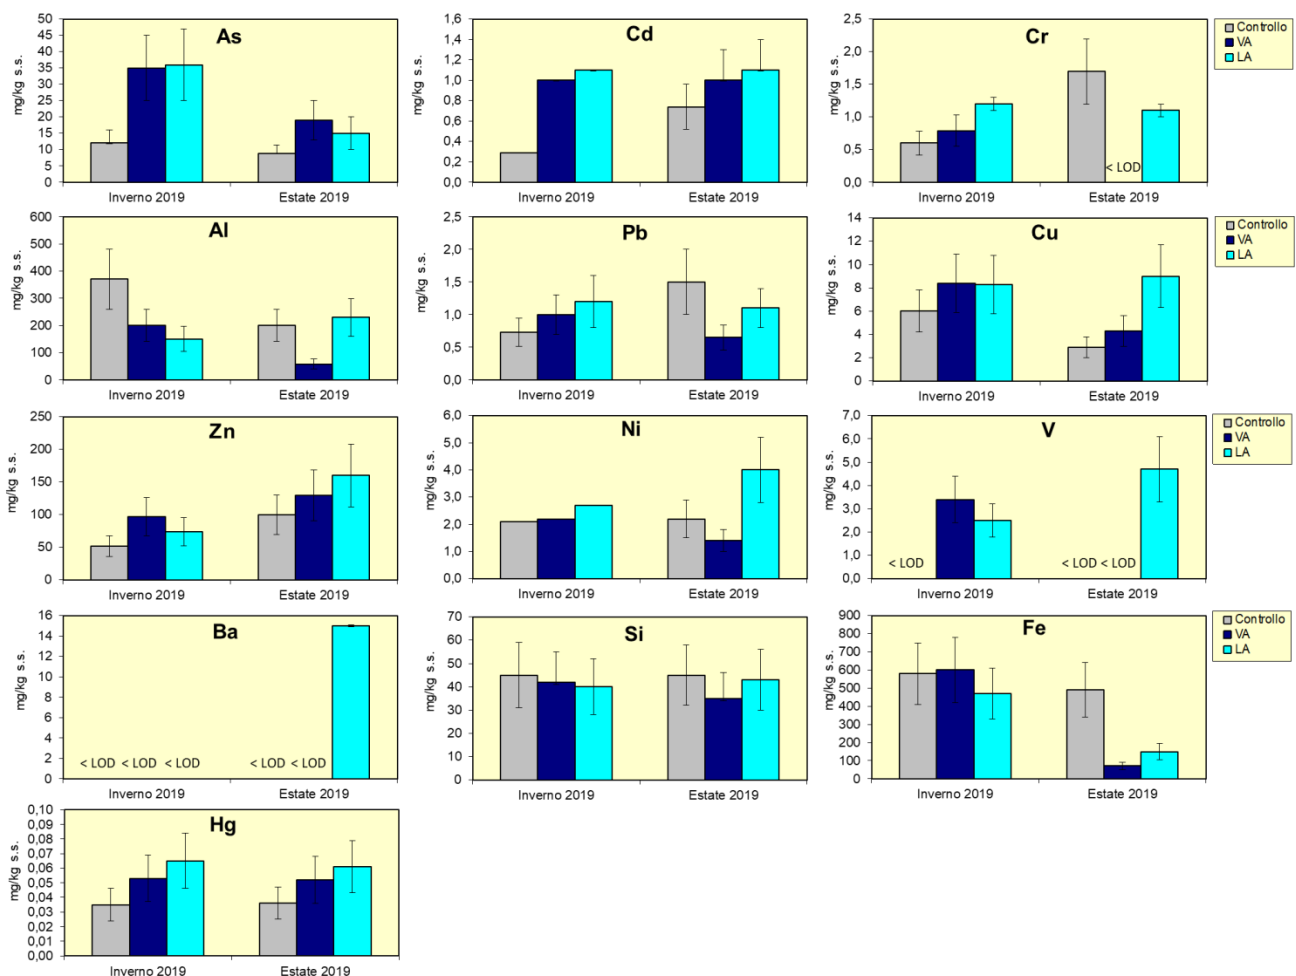 As
mg/kg s.s.
50
45
40
35
30
25
20
15
10
5
0
Inverno 2019 Estate 2019
Cd
mg/kg s.s.
1,6
1,4
1,2
1,0
0,8
0,6
0,4
0,2
0,0
Inverno 2019 Estate 2019
Cr
mg/kg s.s.
2,5
2,0
1,5
1,0
0,5
0,0
< LOD
Inverno 2019 Estate 2019
Controllo
VA
LA
Al
mg/kg s.s.
600
500
400
300
200
100
0
Inverno 2019 Estate 2019
Pb
mg/kg s.s.
2,5
2,0
1,5
1,0
0,5
0,0
Inverno 2019 Estate 2019
Cu
mg/kg s.s.
14
12
10
8
6
4
2
0
Inverno 2019 Estate 2019
Controllo
VA
LA
Zn
mg/kg s.s.
250
200
150
100
50
0
Inverno 2019 Estate 2019
Ni
mg/kg s.s.
6,0
5,0
4,0
3,0
2,0
1,0
0,0
Inverno 2019 Estate 2019
V
mg/kg s.s.
7,0
6,0
5,0
4,0
3,0
2,0
1,0
0,0
< LOD < LOD < LOD
Inverno 2019 Estate 2019
Controllo
VA
LA
Ba
mg/kg s.s.
16
14
12
10
8
6
4
2
0
< LOD < LOD < LOD < LOD < LOD
Inverno 2019 Estate 2019
Si
mg/kg s.s.
70
60
50
40
30
20
10
0
Inverno 2019 Estate 2019
Fe
mg/kg s.s.
900
800
700
600
500
400
300
200
100
0
Inverno 2019 Estate 2019
Controllo
VA
LA
Hg
mg/kg s.s.
0,10
0,09
0,08
0,07
0,06
0,05
0,04
0,03
0,02
0,01
0,00
Inverno 2019 Estate 2019